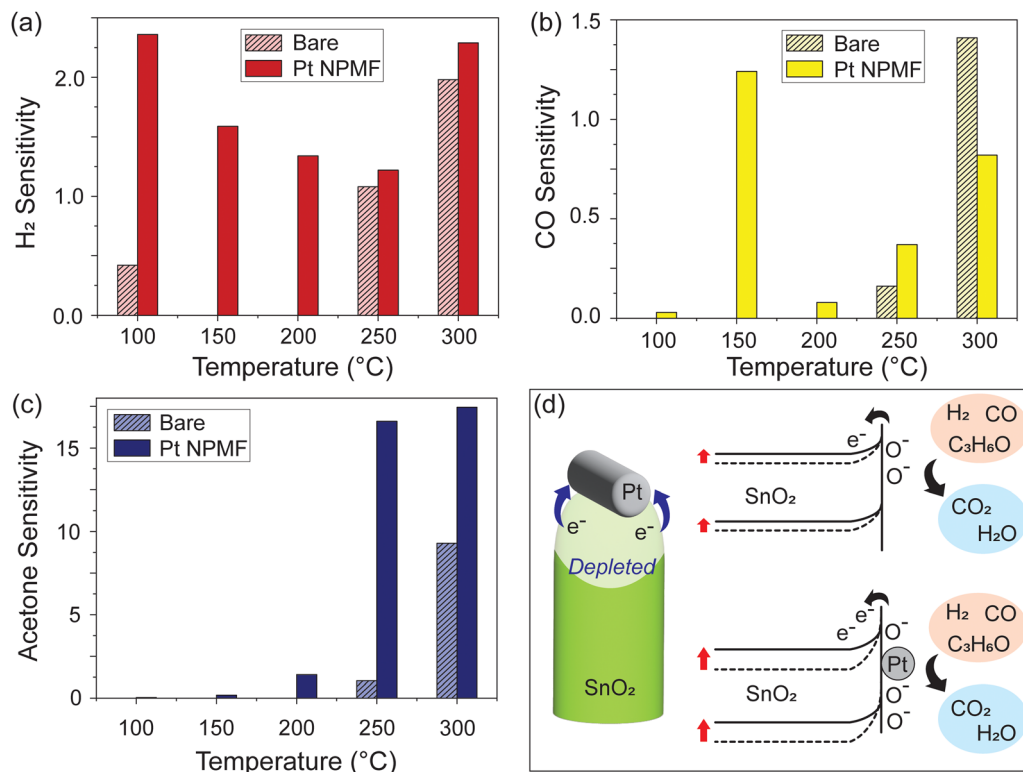 (a)
H₂ Sensitivity
2.0
1.0
0.0
Bare
Pt NPMF
100
150
200
250
300
Temperature (°C)
(b)
CO Sensitivity
1.5
1.0
0.5
0.0
Bare
Pt NPMF
100
150
200
250
300
Temperature (°C)
(c)
Acetone Sensitivity
15
10
5
0
Bare
Pt NPMF
100
150
200
250
300
Temperature (°C)
(d)
Pt
e⁻
e⁻
Depleted
SnO₂
e⁻
O⁻
O⁻
SnO₂
H₂ CO
C₃H₆O
CO₂
H₂O
e⁻
e⁻
O⁻
Pt
O⁻
O⁻
SnO₂
H₂ CO
C₃H₆O
CO₂
H₂O